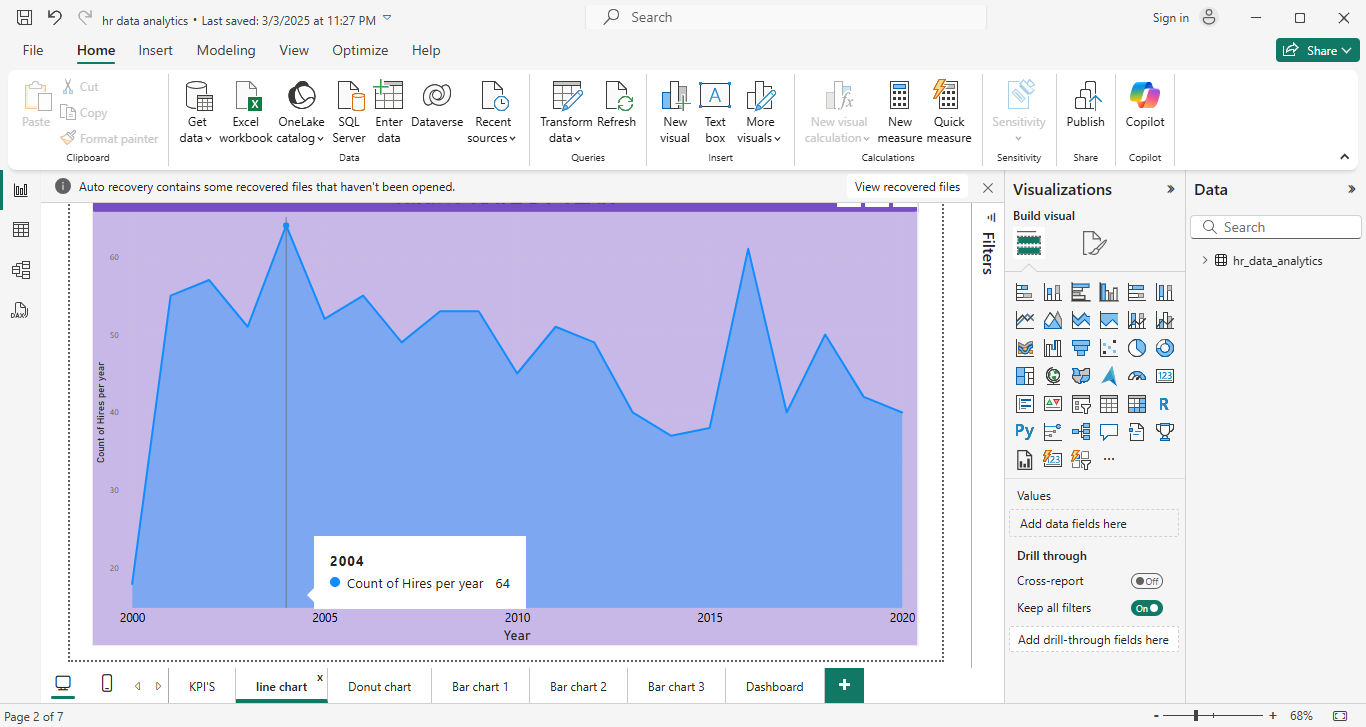 hr data analytics • Last saved: 3/3/2025 at 11:27 PM
Search
Sign in
File
Home
Insert
Modeling
View
Optimize
Help
Share
Paste
Cut
Copy
Format painter
Clipboard
Get data
Excel workbook
OneLake catalog
SQL Server
Enter data
Dataverse
Recent sources
Data
Transform data
Refresh
Queries
New visual
Text box
More visuals
Insert
New visual calculation
New measure
Quick measure
Calculations
Sensitivity
Sensitivity
Publish
Share
Copilot
Copilot
Auto recovery contains some recovered files that haven't been opened.
View recovered files
60
50
40
30
20
Count of Hires per year
2004
Count of Hires per year 64
2000
2005
2010
2015
2020
Year
Filters
Visualizations
Build visual
123
R
Py
123
Values
Add data fields here
Drill through
Cross-report
Off
Keep all filters
On
Add drill-through fields here
Data
Search
hr_data_analytics
KPI'S
line chart
x
Donut chart
Bar chart 1
Bar chart 2
Bar chart 3
Dashboard
+
Page 2 of 7
- + 68%